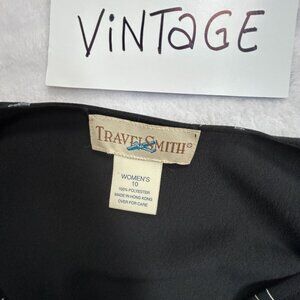 VINTAGE
TRAVELSMITH®
WOMEN'S
10
100% POLYESTER
MADE IN HONG KONG
OVER FOR CARE